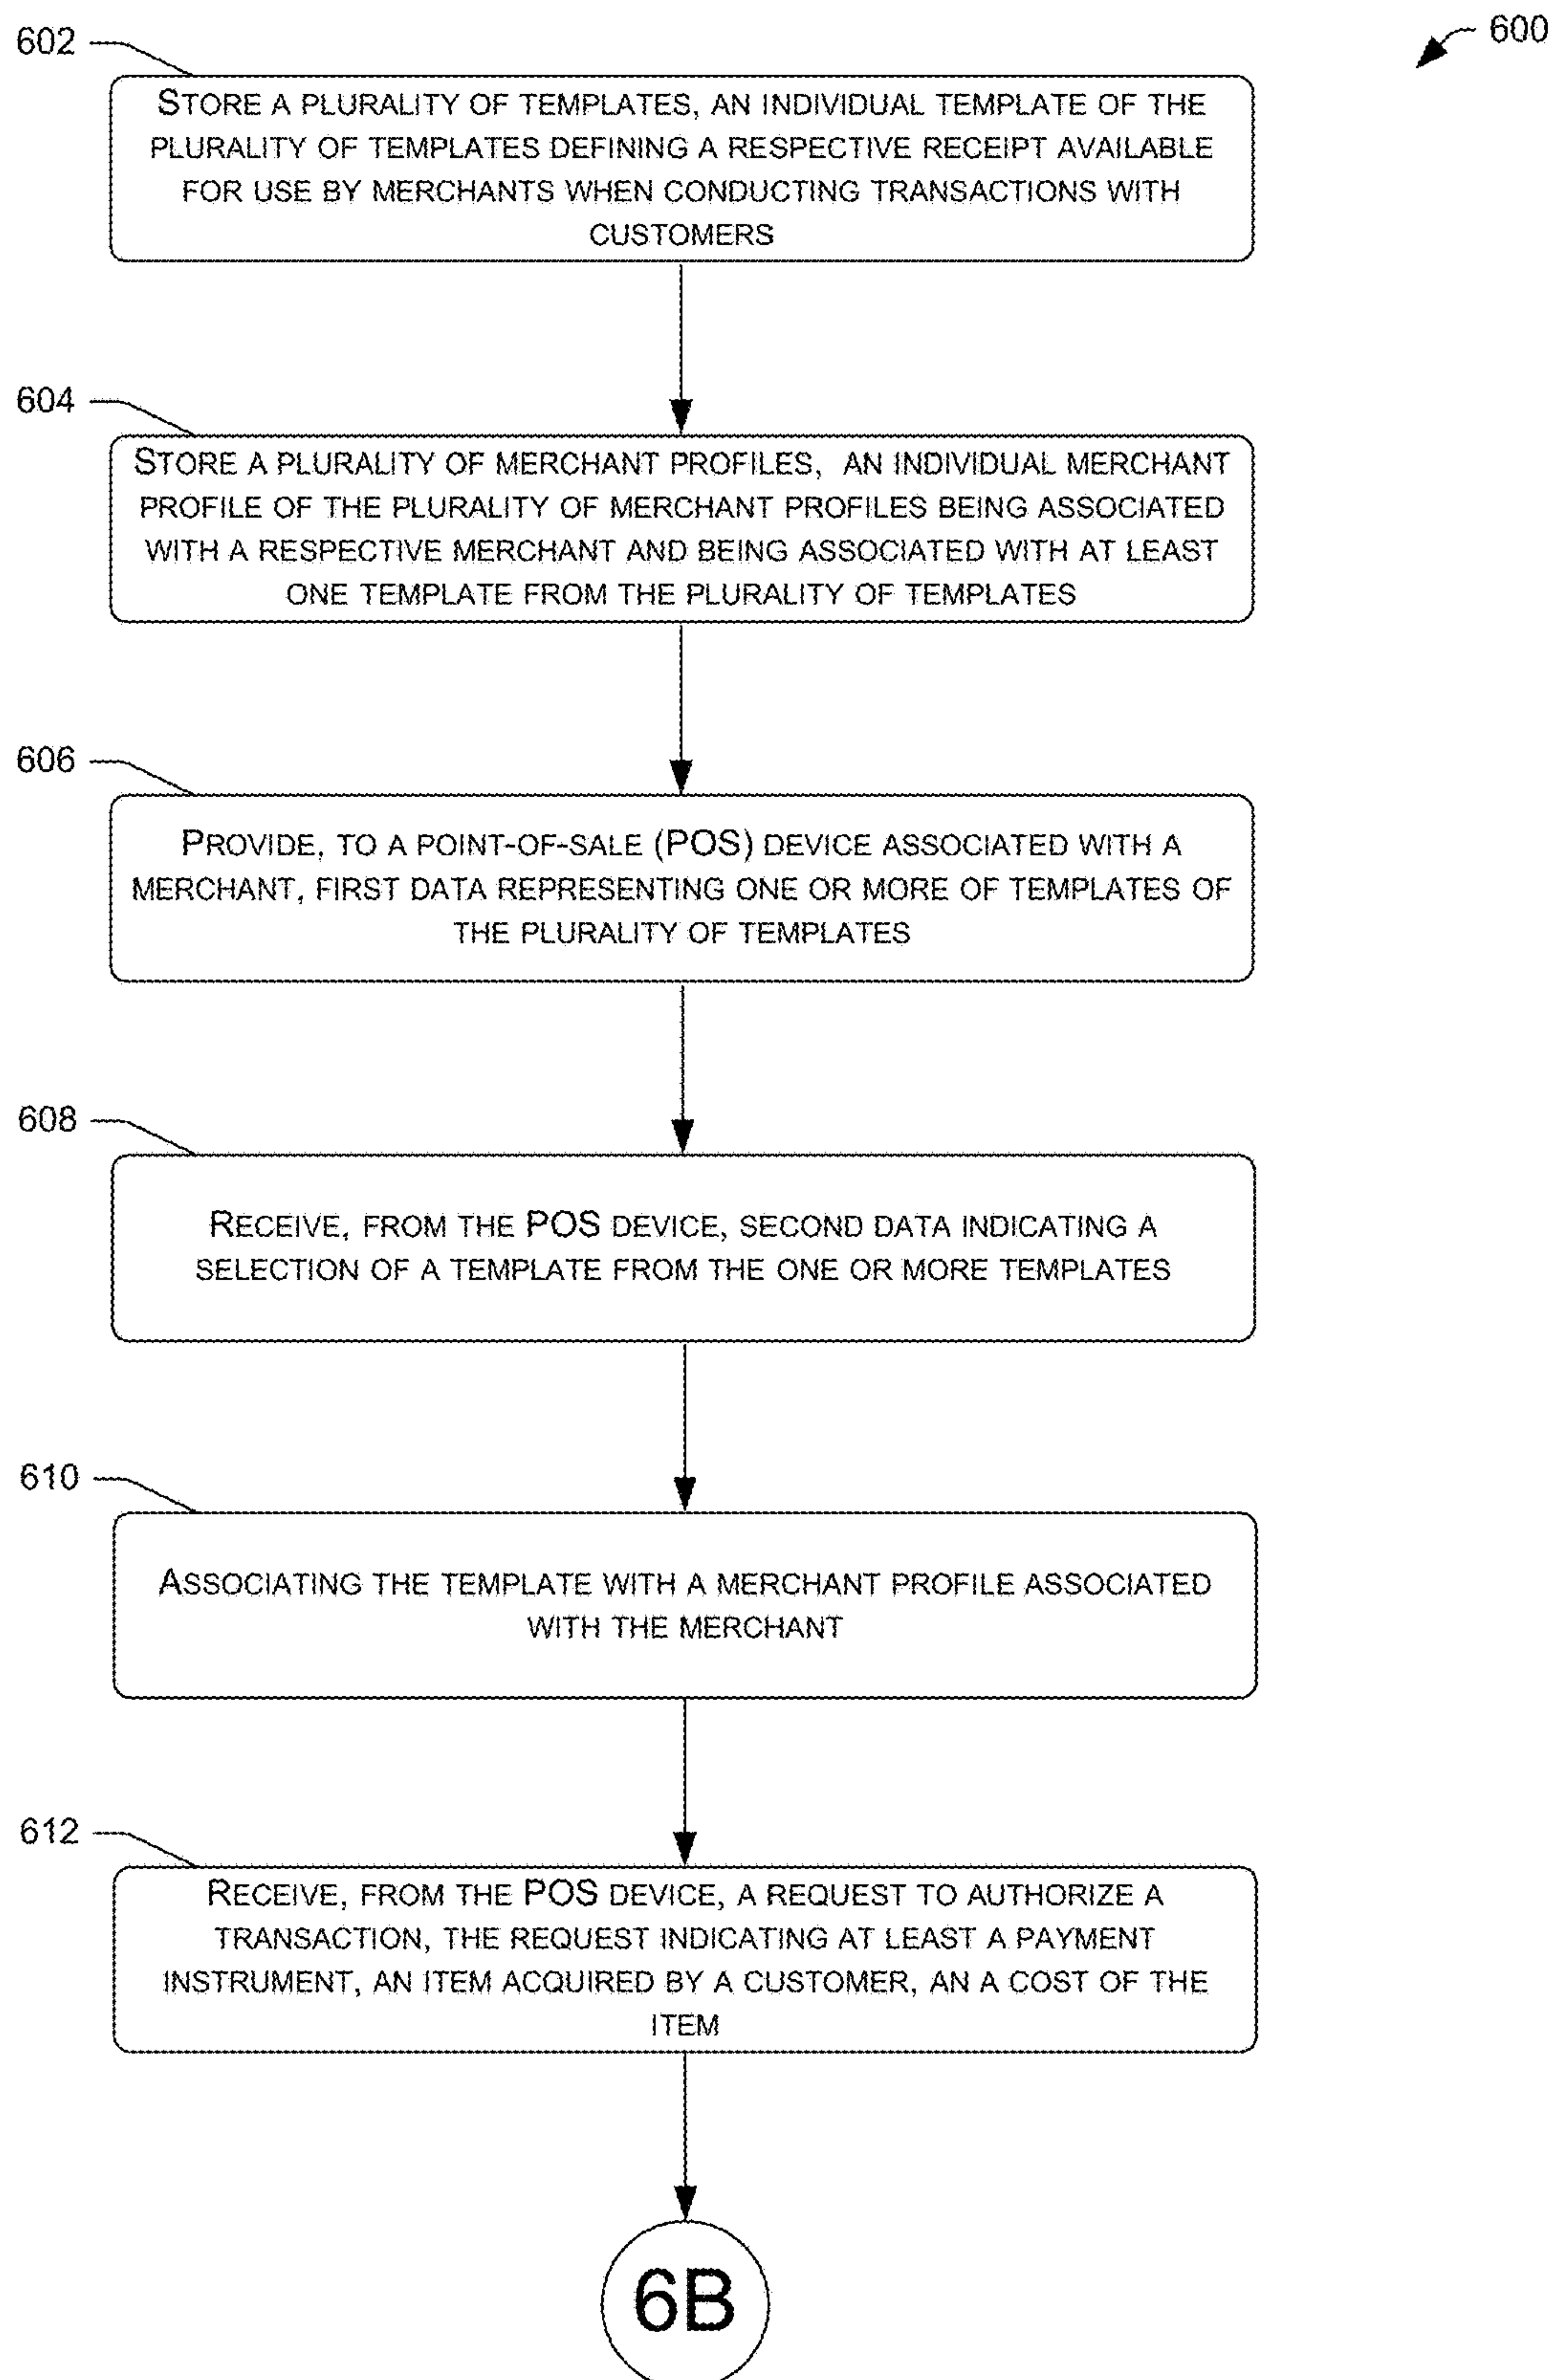 600
602
STORE A PLURALITY OF TEMPLATES, AN INDIVIDUAL TEMPLATE OF THE
PLURALITY OF TEMPLATES DEFINING A RESPECTIVE RECEIPT AVAILABLE
FOR USE BY MERCHANTS WHEN CONDUCTING TRANSACTIONS WITH
CUSTOMERS
604
STORE A PLURALITY OF MERCHANT PROFILES, AN INDIVIDUAL MERCHANT
PROFILE OF THE PLURALITY OF MERCHANT PROFILES BEING ASSOCIATED
WITH A RESPECTIVE MERCHANT AND BEING ASSOCIATED WITH AT LEAST
ONE TEMPLATE FROM THE PLURALITY OF TEMPLATES
606
PROVIDE, TO A POINT-OF-SALE (POS) DEVICE ASSOCIATED WITH A
MERCHANT, FIRST DATA REPRESENTING ONE OR MORE OF TEMPLATES OF
THE PLURALITY OF TEMPLATES
608
RECEIVE, FROM THE POS DEVICE, SECOND DATA INDICATING A
SELECTION OF A TEMPLATE FROM THE ONE OR MORE TEMPLATES
610
ASSOCIATING THE TEMPLATE WITH A MERCHANT PROFILE ASSOCIATED
WITH THE MERCHANT
612
RECEIVE, FROM THE POS DEVICE, A REQUEST TO AUTHORIZE A
TRANSACTION, THE REQUEST INDICATING AT LEAST A PAYMENT
INSTRUMENT, AN ITEM ACQUIRED BY A CUSTOMER, AN A COST OF THE
ITEM
6B